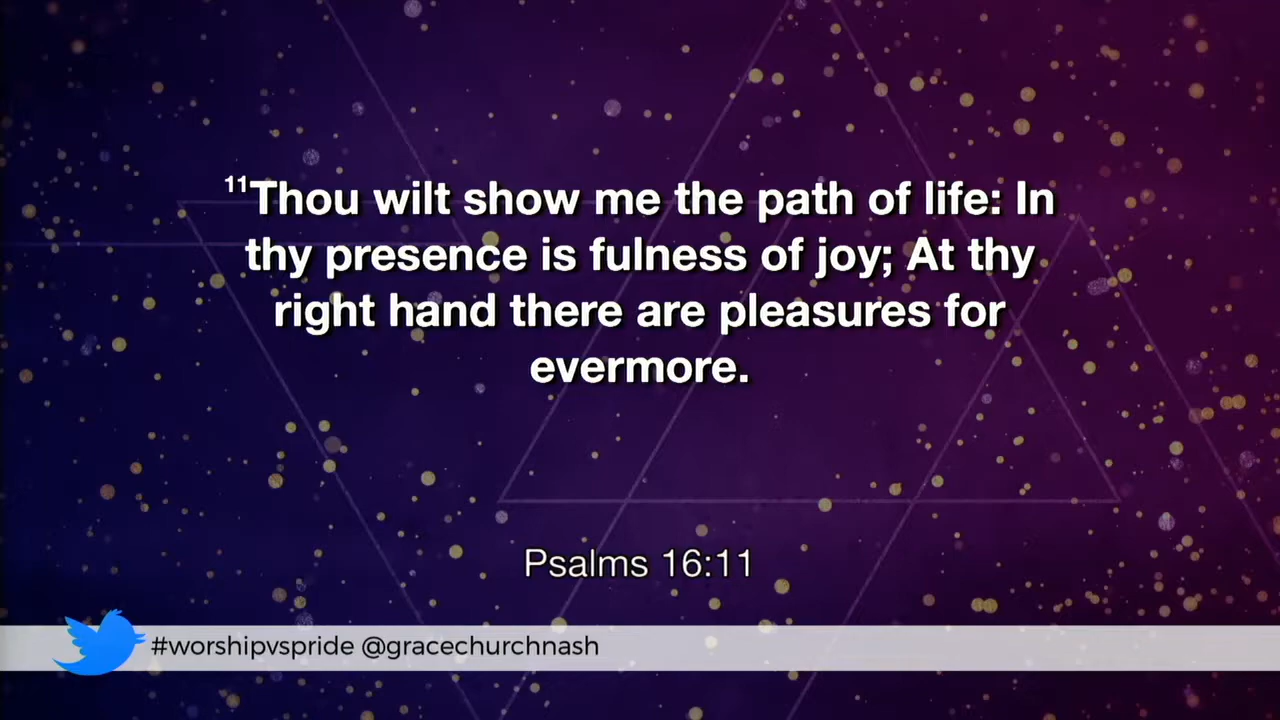 ¹¹Thou wilt show me the path of life: In
thy presence is fulness of joy; At thy
right hand there are pleasures for
evermore.
Psalms 16:11
#worshipvspride @gracechurchnash